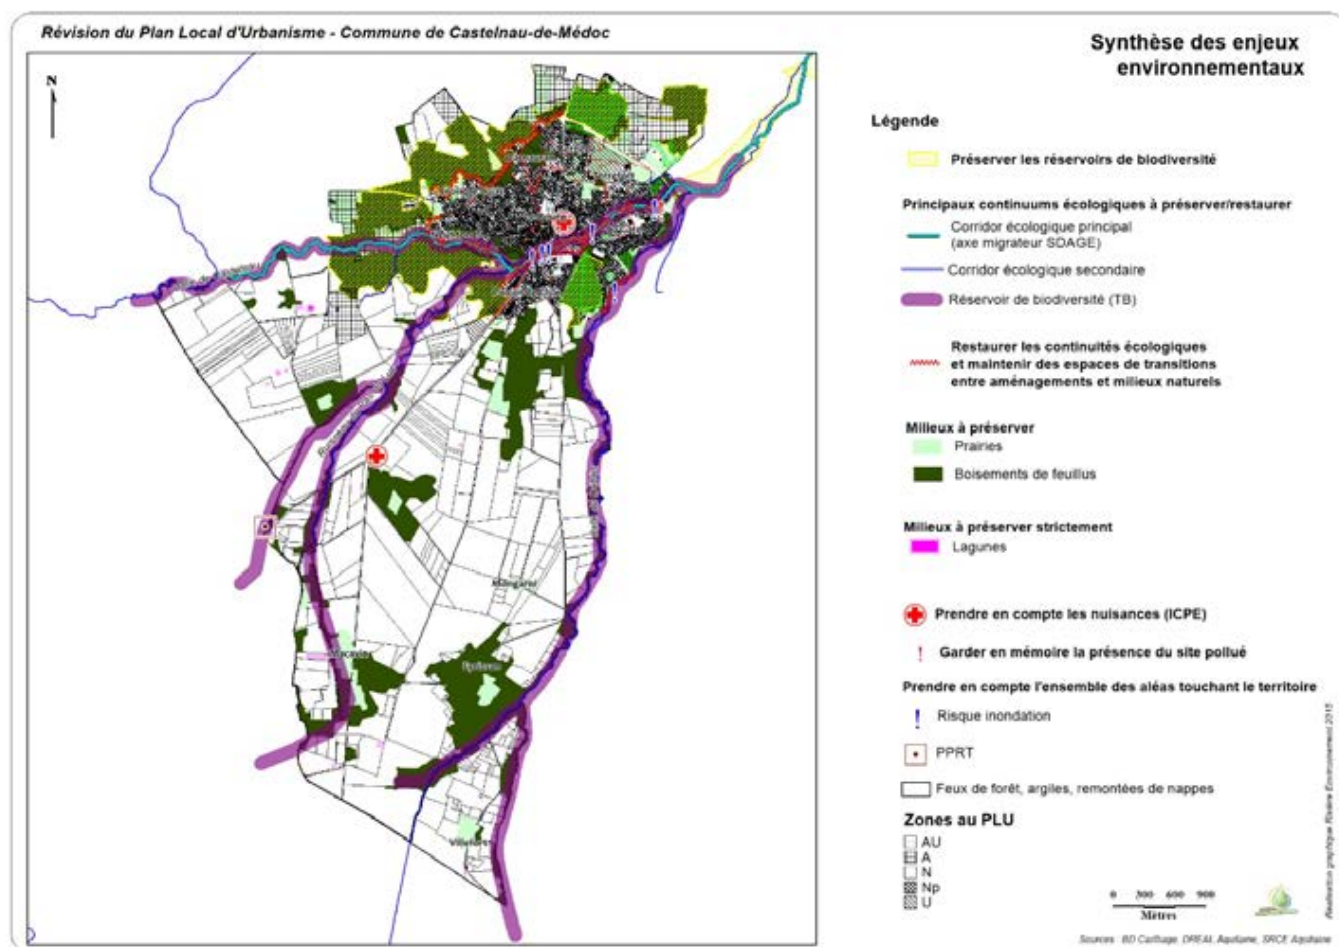 Révision du Plan Local d'Urbanisme - Commune de Castelnau-de-Médoc
Synthèse des enjeux
environnementaux
N
Légende
Préserver les réservoirs de biodiversité
Principaux continuums écologiques à préserver/restaurer
Corridor écologique principal
(axe migrateur SDAGE)
Corridor écologique secondaire
Réservoir de biodiversité (TB)
Restaurer les continuités écologiques
et maintenir des espaces de transitions
entre aménagements et milieux naturels
Milieux à préserver
Prairies
Boisements de feuillus
Milieux à préserver strictement
Lagunes
Prendre en compte les nuisances (ICPE)
! Garder en mémoire la présence du site pollué
Prendre en compte l'ensemble des aléas touchant le territoire
! Risque inondation
PPRT
Feux de forêt, argiles, remontées de nappes
Zones au PLU
AU
A
N
Np
U
0 300 600 900
Mètres
Réalisation graphique Rivière Environnement 2015
Sources : BD Carthage, DREAL Aquitaine, SRCE Aquitaine